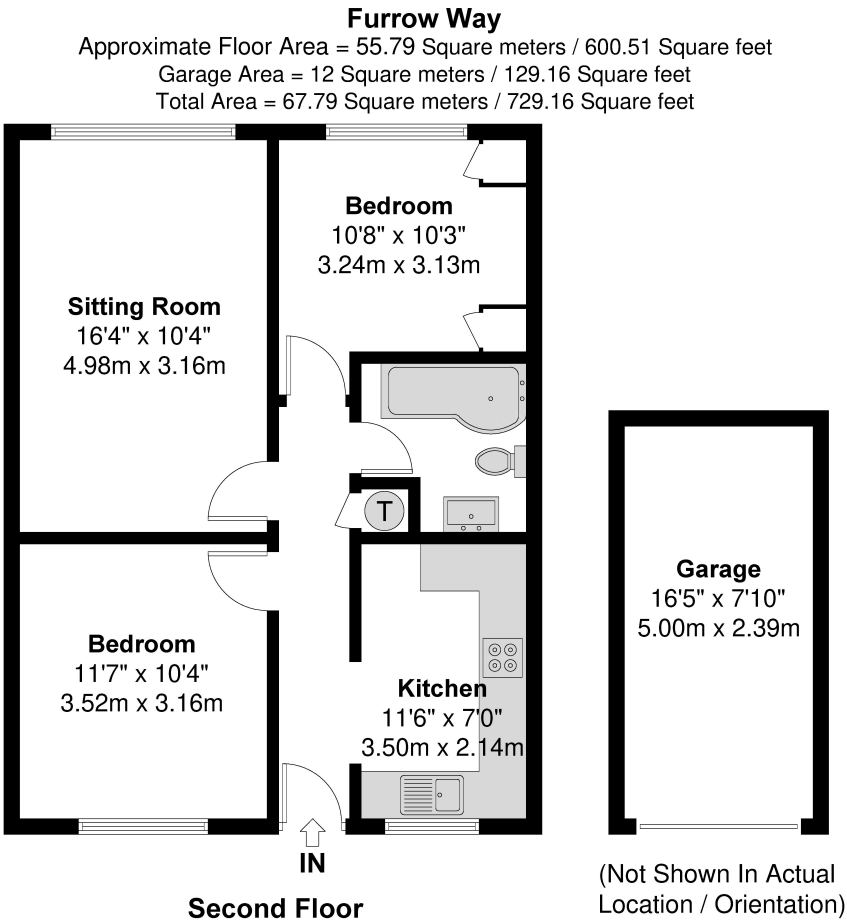 Furrow Way
Approximate Floor Area = 55.79 Square meters / 600.51 Square feet
Garage Area = 12 Square meters / 129.16 Square feet
Total Area = 67.79 Square meters / 729.16 Square feet
Bedroom
10'8" x 10'3"
3.24m x 3.13m
Sitting Room
16'4" x 10'4"
4.98m x 3.16m
T
Garage
16'5" x 7'10"
5.00m x 2.39m
Bedroom
11'7" x 10'4"
3.52m x 3.16m
Kitchen
11'6" x 7'0"
3.50m x 2.14m
IN
(Not Shown In Actual
Location / Orientation)
Second Floor